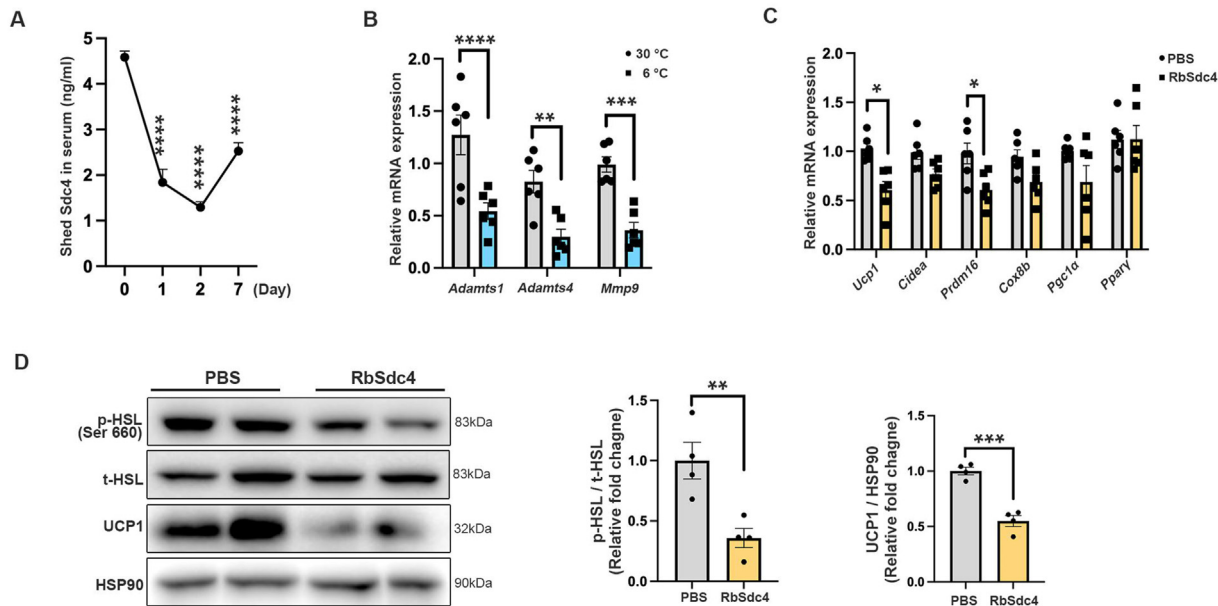 A
Shed Sdc4 in serum (ng/ml)
5
4
3
2
1
0
****
****
****
0 1 2 7 (Day)
B
Relative mRNA expression
2.0
1.5
1.0
0.5
0.0
****
**
***
30 °C
6 °C
Adamts1 Adamts4 Mmp9
C
Relative mRNA expression
2.0
1.5
1.0
0.5
0.0
*
*
PBS
RbSdc4
Ucp1 Cidea Prdm16 Cox8b Pgc1α Pparγ
D
PBS RbSdc4
p-HSL
(Ser 660)
83kDa
t-HSL 83kDa
UCP1 32kDa
HSP90 90kDa
p-HSL / t-HSL
(Relative fold chagne)
1.5
1.0
0.5
0.0
**
PBS RbSdc4
UCP1 / HSP90
(Relative fold chagne)
1.0
0.5
0.0
***
PBS RbSdc4